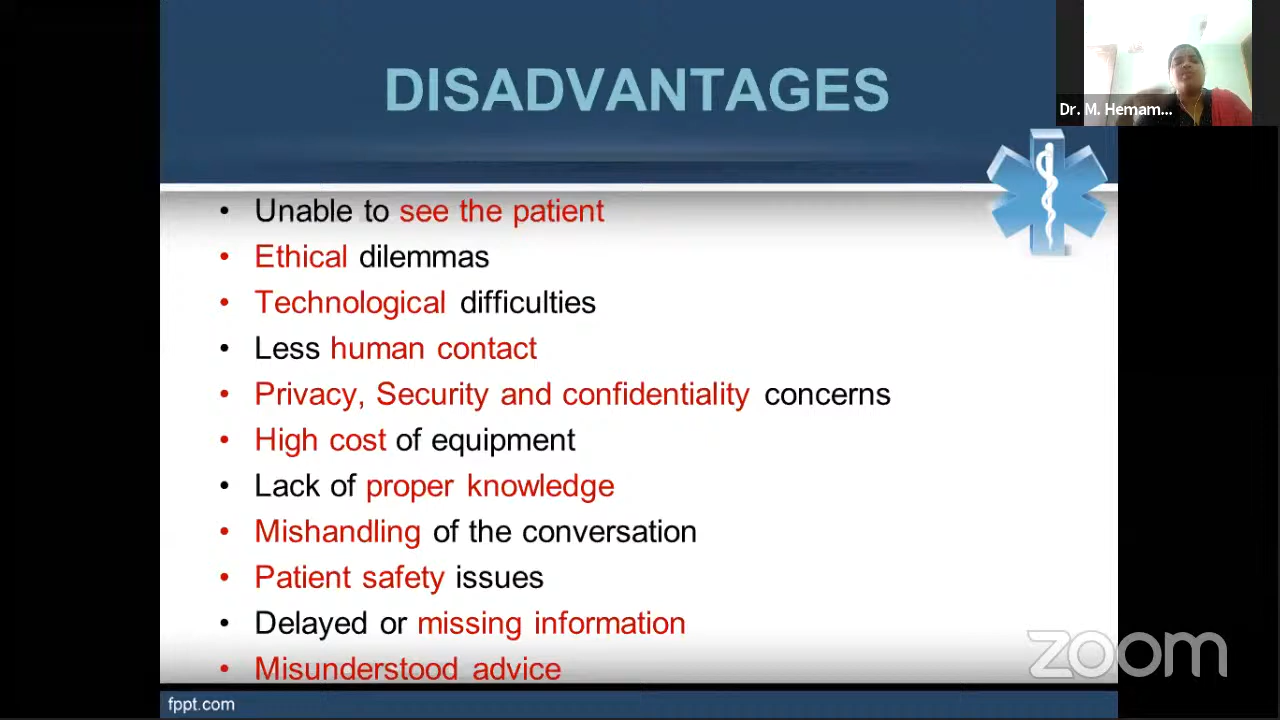 DISADVANTAGES
Dr. M. Hemam...
• Unable to see the patient
• Ethical dilemmas
• Technological difficulties
• Less human contact
• Privacy, Security and confidentiality concerns
• High cost of equipment
• Lack of proper knowledge
• Mishandling of the conversation
• Patient safety issues
• Delayed or missing information
• Misunderstood advice
zoom
fppt.com